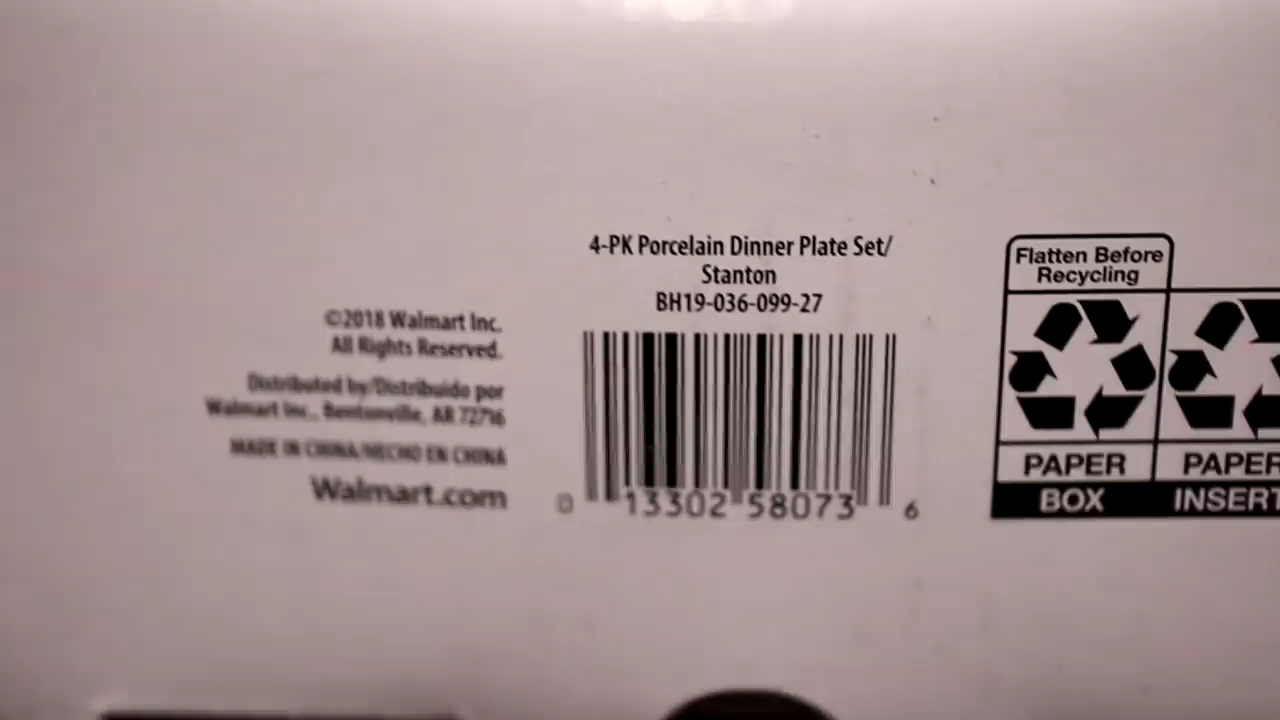 4-PK Porcelain Dinner Plate Set/
Stanton
BH19-036-099-27
©2018 Walmart Inc.
All Rights Reserved.
Distributed by/Distribuido por
Walmart Inc., Bentonville, AR 72716
MADE IN CHINA/HECHO EN CHINA
Walmart.com
0 13302 58073 6
Flatten Before
Recycling
PAPER
BOX
PAPER
INSERT